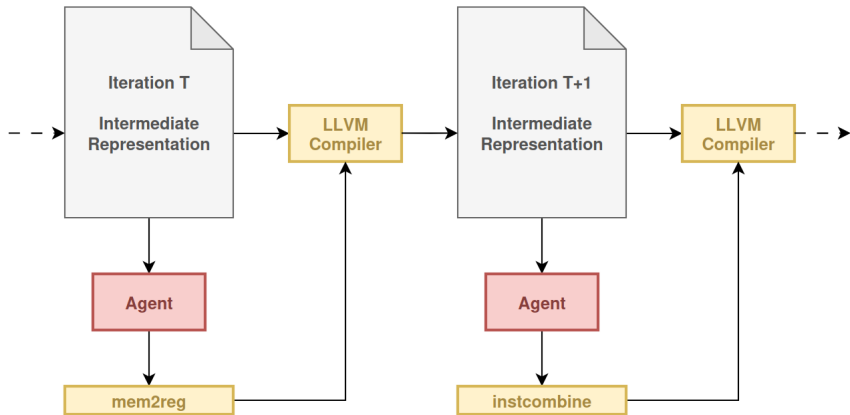 Iteration T
Intermediate
Representation
LLVM
Compiler
Agent
mem2reg
Iteration T+1
Intermediate
Representation
LLVM
Compiler
Agent
instcombine